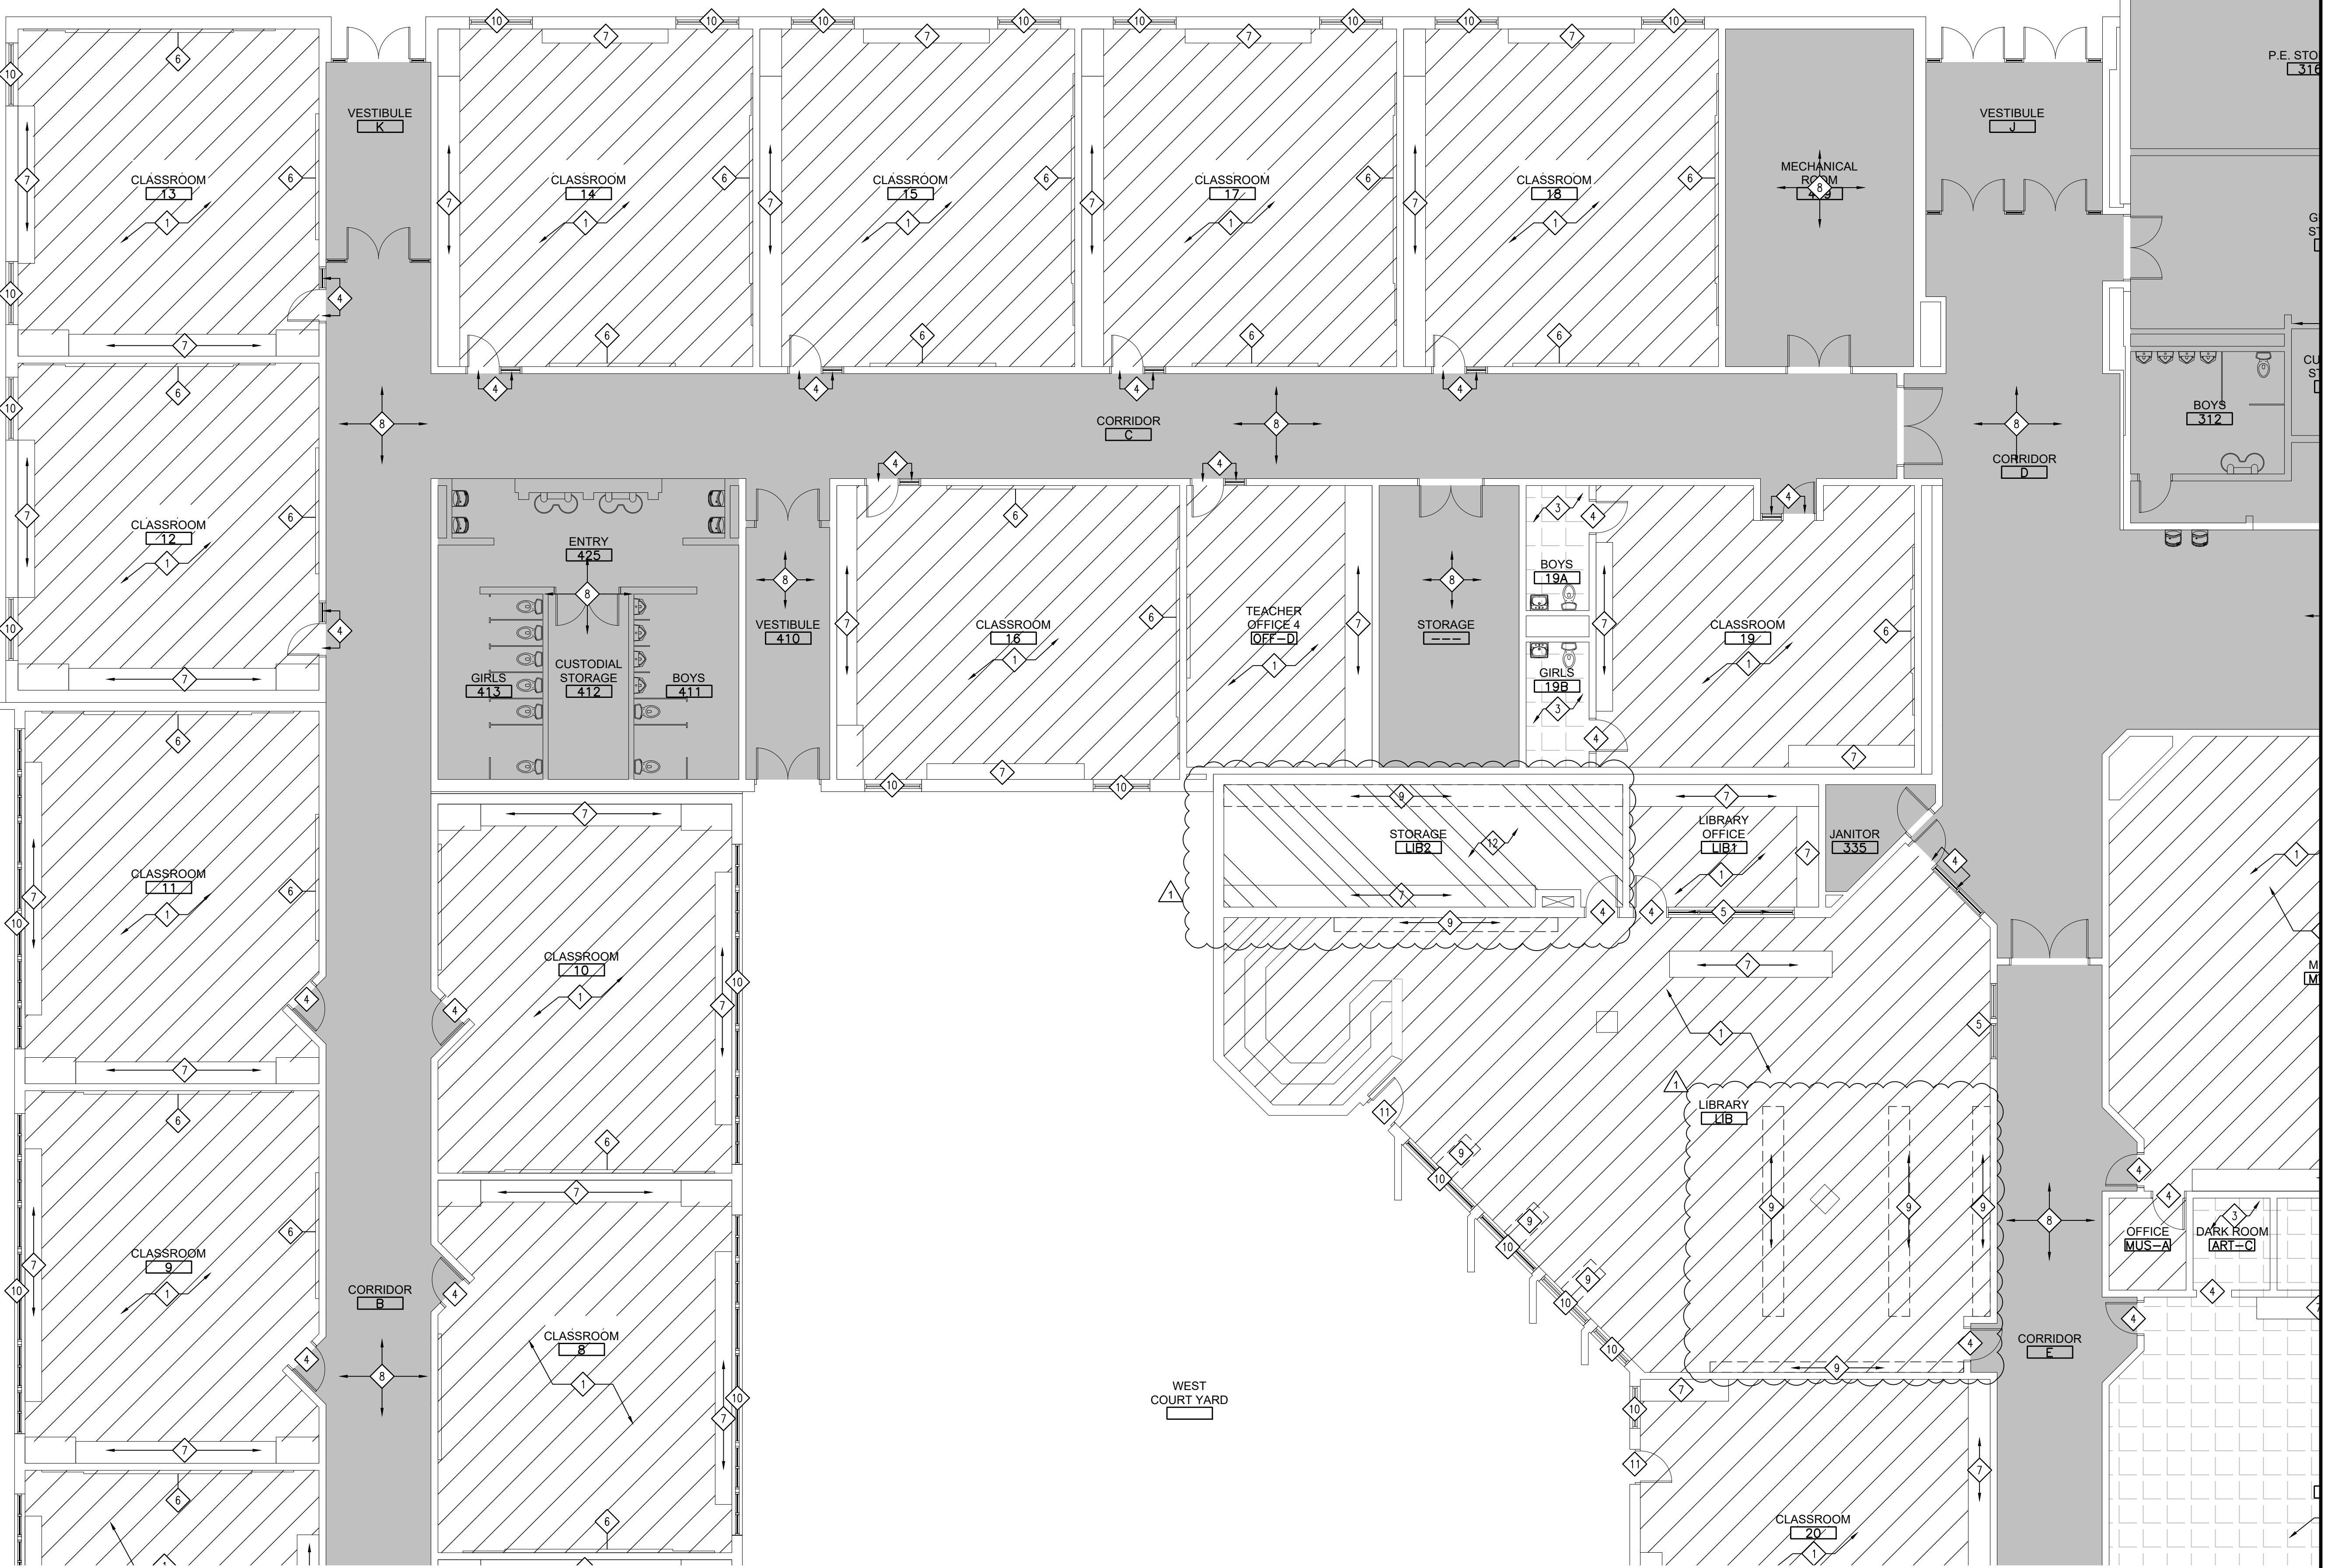 VESTIBULE
K
VESTIBULE
J
P.E. STO
316
CLASSROOM
13
CLASSROOM
14
CLASSROOM
15
CLASSROOM
17
CLASSROOM
18
MECHANICAL
ROOM
BOYS
312
CORRIDOR
C
CORRIDOR
D
CLASSROOM
12
ENTRY
425
VESTIBULE
410
CLASSROOM
16
TEACHER
OFFICE 4
OFF-D
STORAGE
---
BOYS
19A
GIRLS
19B
CLASSROOM
19
GIRLS
413
CUSTODIAL
STORAGE
412
BOYS
411
CLASSROOM
11
CLASSROOM
10
STORAGE
LIB2
LIBRARY
OFFICE
LIB1
JANITOR
335
LIBRARY
LIB
CLASSROOM
9
CORRIDOR
B
CLASSROOM
8
WEST
COURT YARD
OFFICE
MUS-A
DARK ROOM
ART-C
CORRIDOR
E
CLASSROOM
20